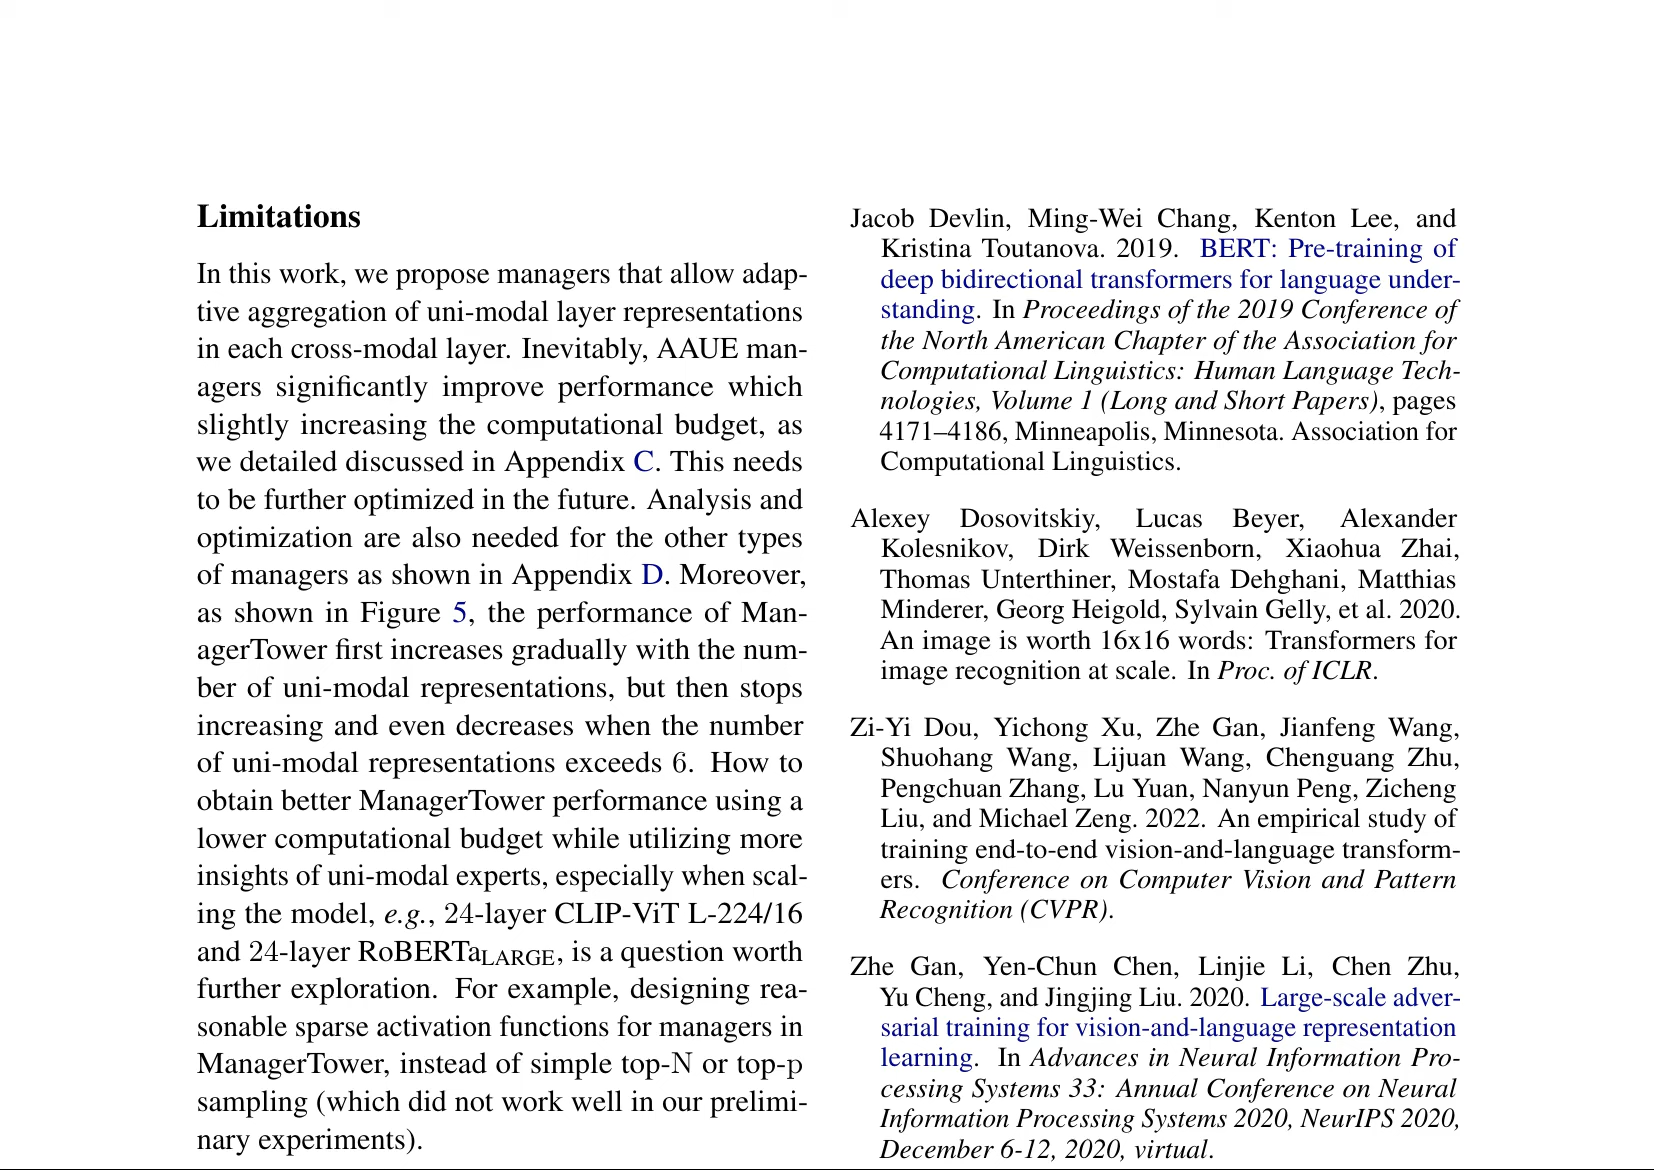 Limitations
In this work, we propose managers that allow adap-
tive aggregation of uni-modal layer representations
in each cross-modal layer. Inevitably, AAUE man-
agers significantly improve performance which
slightly increasing the computational budget, as
we detailed discussed in Appendix C. This needs
to be further optimized in the future. Analysis and
optimization are also needed for the other types
of managers as shown in Appendix D. Moreover,
as shown in Figure 5, the performance of Man-
agerTower first increases gradually with the num-
ber of uni-modal representations, but then stops
increasing and even decreases when the number
of uni-modal representations exceeds 6. How to
obtain better ManagerTower performance using a
lower computational budget while utilizing more
insights of uni-modal experts, especially when scal-
ing the model, e.g., 24-layer CLIP-ViT L-224/16
and 24-layer RoBERTaLARGE, is a question worth
further exploration. For example, designing rea-
sonable sparse activation functions for managers in
ManagerTower, instead of simple top-N or top-p
sampling (which did not work well in our prelimi-
nary experiments).
Jacob Devlin, Ming-Wei Chang, Kenton Lee, and
Kristina Toutanova. 2019. BERT: Pre-training of
deep bidirectional transformers for language under-
standing. In Proceedings of the 2019 Conference of
the North American Chapter of the Association for
Computational Linguistics: Human Language Tech-
nologies, Volume 1 (Long and Short Papers), pages
4171–4186, Minneapolis, Minnesota. Association for
Computational Linguistics.
Alexey Dosovitskiy, Lucas Beyer, Alexander
Kolesnikov, Dirk Weissenborn, Xiaohua Zhai,
Thomas Unterthiner, Mostafa Dehghani, Matthias
Minderer, Georg Heigold, Sylvain Gelly, et al. 2020.
An image is worth 16x16 words: Transformers for
image recognition at scale. In Proc. of ICLR.
Zi-Yi Dou, Yichong Xu, Zhe Gan, Jianfeng Wang,
Shuohang Wang, Lijuan Wang, Chenguang Zhu,
Pengchuan Zhang, Lu Yuan, Nanyun Peng, Zicheng
Liu, and Michael Zeng. 2022. An empirical study of
training end-to-end vision-and-language transform-
ers. Conference on Computer Vision and Pattern
Recognition (CVPR).
Zhe Gan, Yen-Chun Chen, Linjie Li, Chen Zhu,
Yu Cheng, and Jingjing Liu. 2020. Large-scale adver-
sarial training for vision-and-language representation
learning. In Advances in Neural Information Pro-
cessing Systems 33: Annual Conference on Neural
Information Processing Systems 2020, NeurIPS 2020,
December 6-12, 2020, virtual.